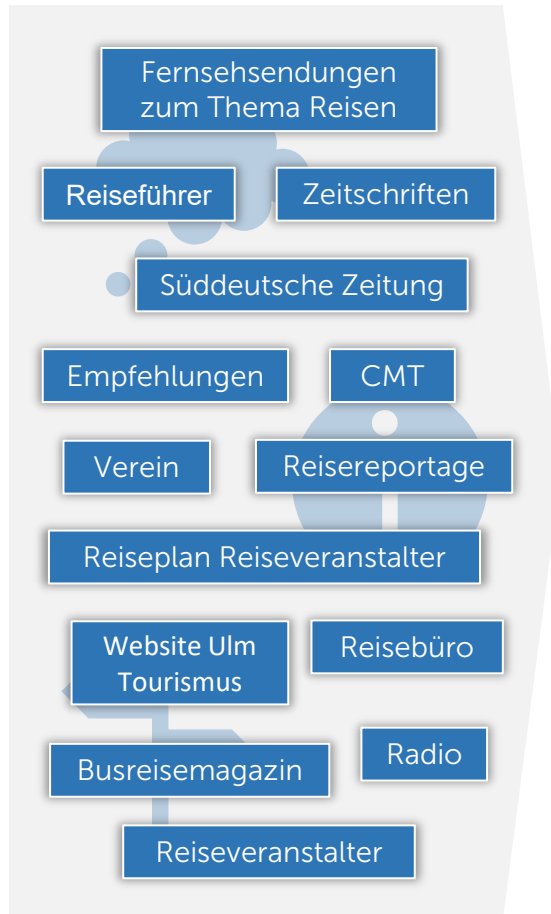 Fernsehsendungen
zum Thema Reisen
Reiseführer
Zeitschriften
Süddeutsche Zeitung
Empfehlungen
CMT
Verein
Reisereportage
Reiseplan Reiseveranstalter
Website Ulm
Tourismus
Reisebüro
Radio
Busreisemagazin
Reiseveranstalter